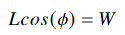 Lcos(ϕ) = W